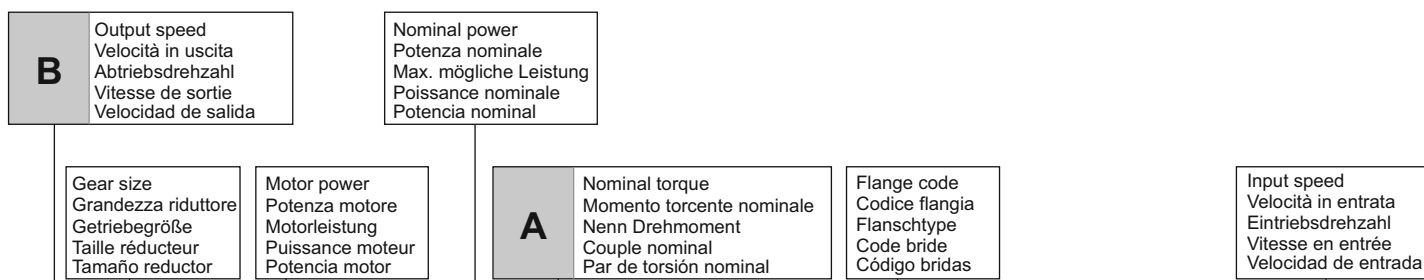 B
Output speed
Velocità in uscita
Abtriebsdrehzahl
Vitesse de sortie
Velocidad de salida
Nominal power
Potenza nominale
Max. mögliche Leistung
Poissance nominale
Potencia nominal
Gear size
Grandezza riduttore
Getriebegröße
Taille réducteur
Tamaño reductor
Motor power
Potenza motore
Motorleistung
Puissance moteur
Potencia motor
A
Nominal torque
Momento torcente nominale
Nenn Drehmoment
Couple nominal
Par de torsión nominal
Flange code
Codice flangia
Flanschtype
Code bride
Código bridas
Input speed
Velocità in entrata
Eintriebsdrehzahl
Vitesse en entrée
Velocidad de entrada